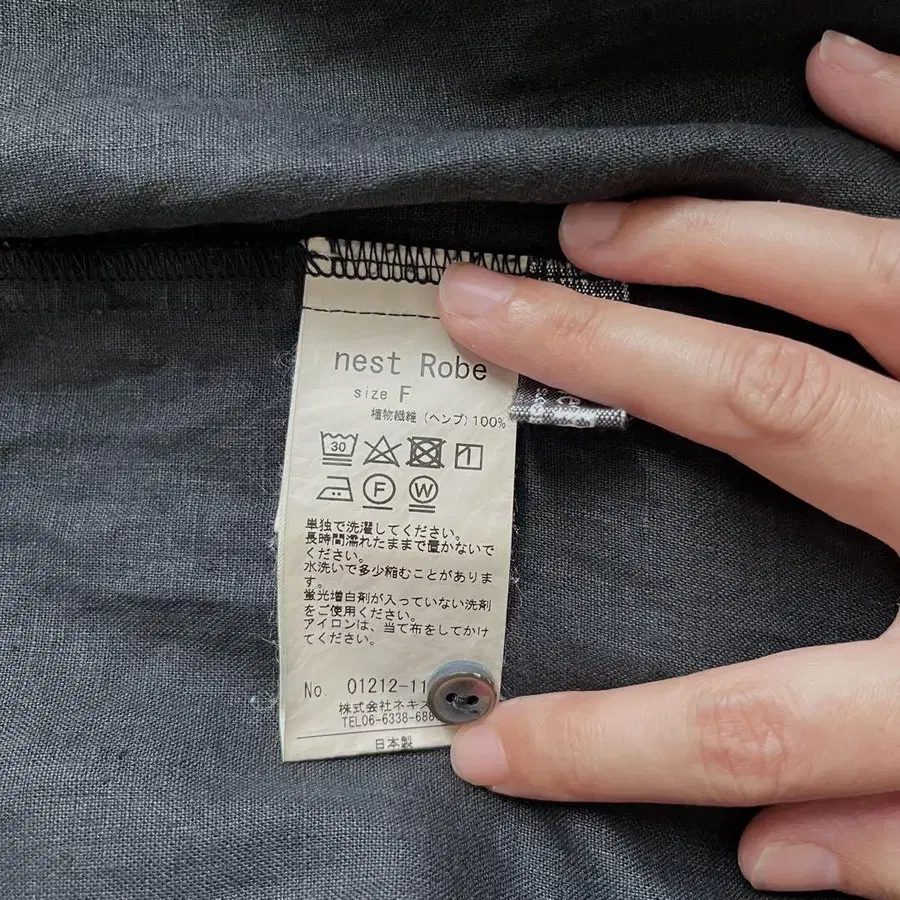 nest Robe
size F
植物繊維 (ヘンプ) 100%
30
F W
単独で洗濯してください。
長時間濡れたままで置かないで
ください。
水洗いで多少縮むことがありま
す。
蛍光増白剤が入っていない洗剤
をご使用ください。
アイロンは、当て布をしてかけ
てください。
No. 01212-11
株式会社ネキス
TEL06-6338-688
日本製